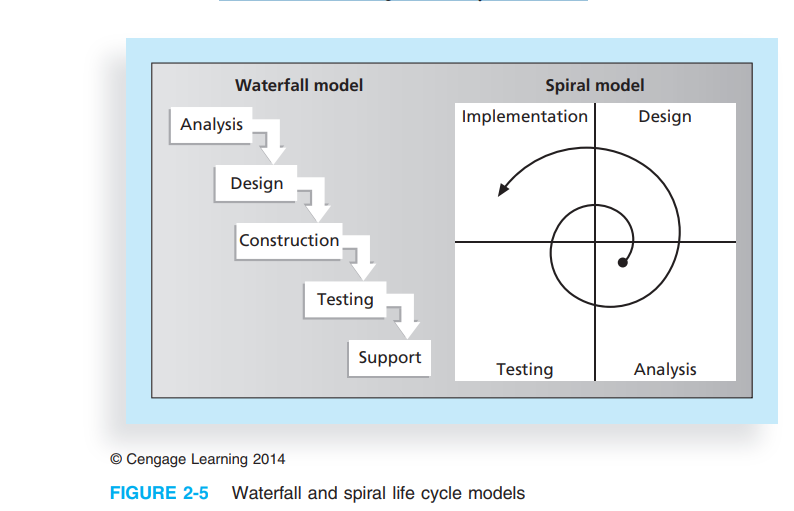 Waterfall model
Analysis
Design
Construction
Testing
Support
Spiral model
Implementation
Design
Testing
Analysis
© Cengage Learning 2014
FIGURE 2-5 Waterfall and spiral life cycle models